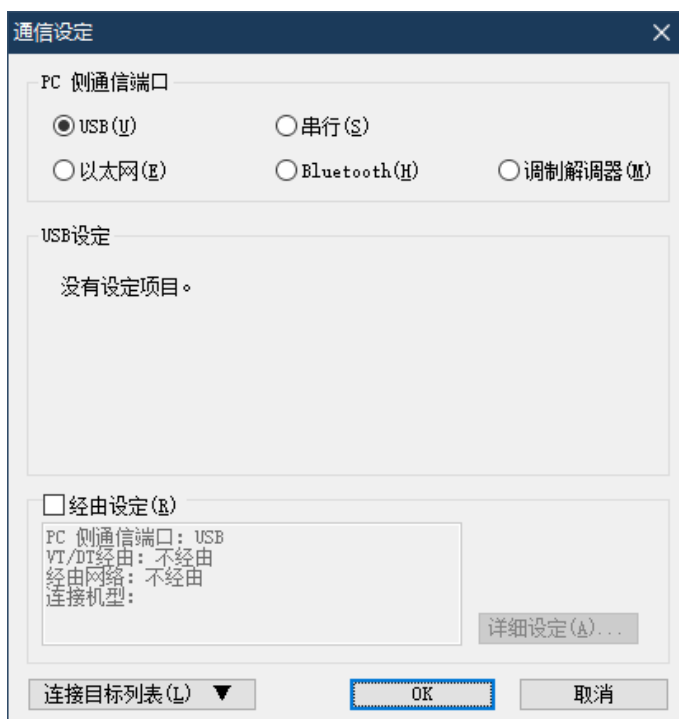 通信设定
PC 侧通信端口
USB(U) 串行(S)
以太网(E) Bluetooth(H) 调制解调器(M)
USB设定
没有设定项目。
经由设定(R)
PC 侧通信端口: USB
VT/DT经由: 不经由
经由网络: 不经由
连接机型:
详细设定(A)...
连接目标列表(L) ▼ OK 取消